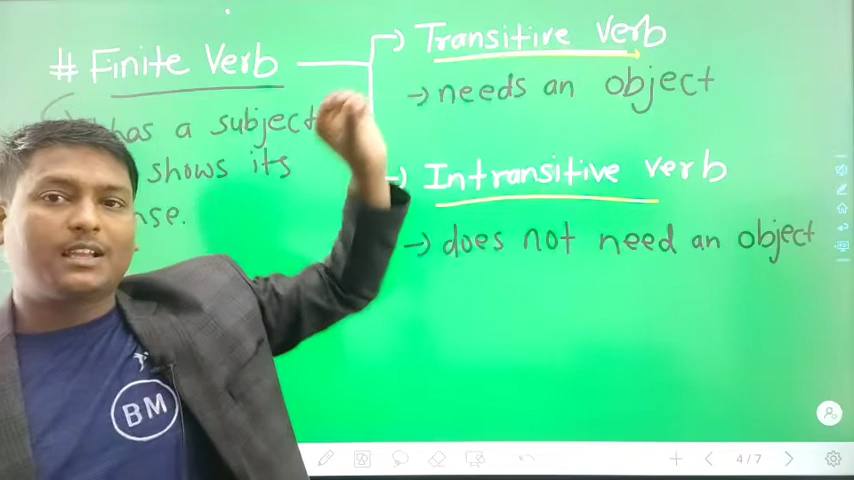 # Finite Verb
has a subject
shows its
Transitive Verb
→ needs an object
Intransitive verb
→ does not need an object
BM
4/7